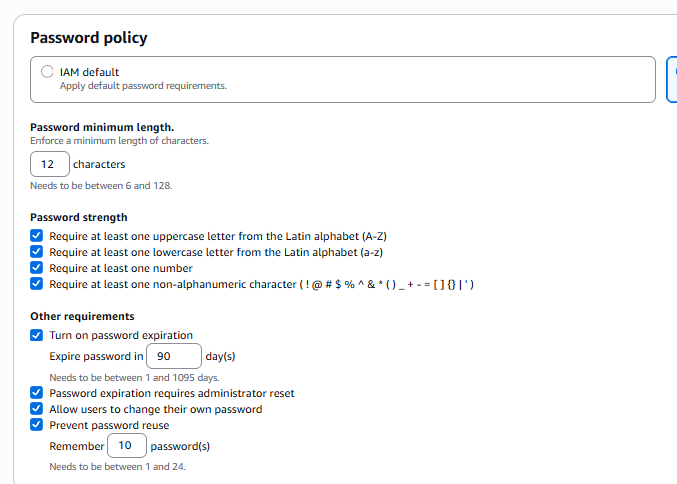 Password policy
IAM default
Apply default password requirements.
Password minimum length.
Enforce a minimum length of characters.
12 characters
Needs to be between 6 and 128.
Password strength
Require at least one uppercase letter from the Latin alphabet (A-Z)
Require at least one lowercase letter from the Latin alphabet (a-z)
Require at least one number
Require at least one non-alphanumeric character ( ! @ # $ % ^ & * ( ) _ + - = [ ] { } | ' )
Other requirements
Turn on password expiration
Expire password in 90 day(s)
Needs to be between 1 and 1095 days.
Password expiration requires administrator reset
Allow users to change their own password
Prevent password reuse
Remember 10 password(s)
Needs to be between 1 and 24.